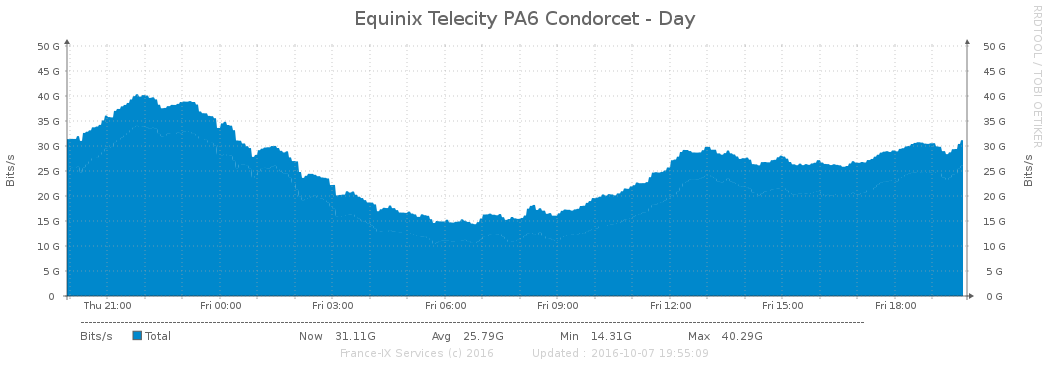 Equinix Telecity PA6 Condorcet - Day
RRDTOOL / TOBI OETIKER
Bits/s
50 G
45 G
40 G
35 G
30 G
25 G
20 G
15 G
10 G
5 G
0
50 G
45 G
40 G
35 G
30 G
25 G
20 G
15 G
10 G
5 G
0 G
Bits/s
Thu 21:00 Fri 00:00 Fri 03:00 Fri 06:00 Fri 09:00 Fri 12:00 Fri 15:00 Fri 18:00
Bits/s Total Now 31.11G Avg 25.79G Min 14.31G Max 40.29G
France-IX Services (c) 2016 Updated : 2016-10-07 19:55:09